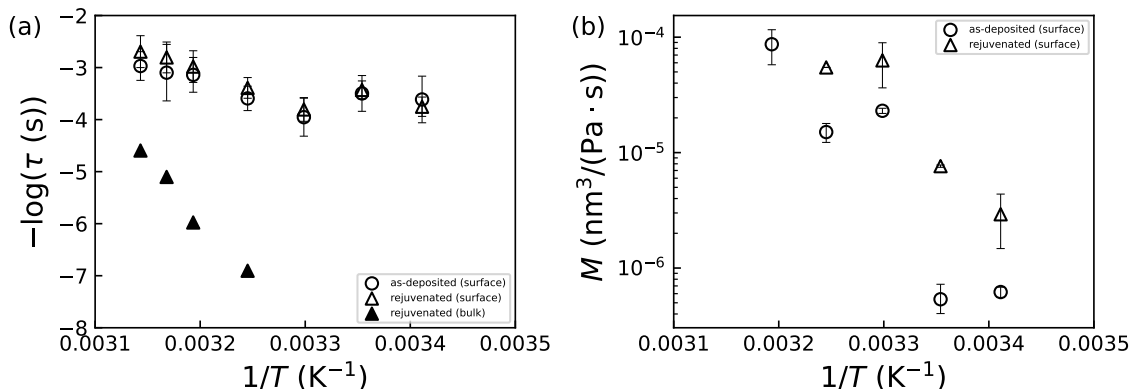 (a)
−log(τ (s))
−2
−3
−4
−5
−6
−7
−8
as-deposited (surface)
rejuvenated (surface)
rejuvenated (bulk)
0.0031 0.0032 0.0033 0.0034 0.0035
1/T (K⁻¹)
(b)
M (nm³/(Pa · s))
10⁻⁴
10⁻⁵
10⁻⁶
as-deposited (surface)
rejuvenated (surface)
0.0031 0.0032 0.0033 0.0034 0.0035
1/T (K⁻¹)